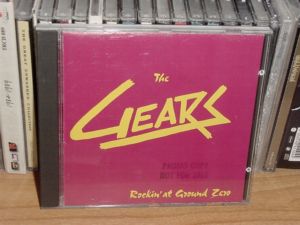 The
GEARS
PROMO ONLY
NOT FOR SALE
Rockin' at Ground Zero